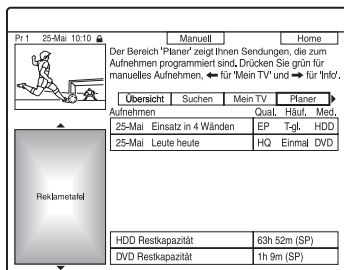 Pr 1 25-Mai 10:10 Manuell Home
Der Bereich 'Planer' zeigt Ihnen Sendungen, die zum
Aufnehmen programmiert sind. Drücken Sie grün für
manuelles Aufnehmen, ← für 'Mein TV' und → für 'Info'.
Übersicht Suchen Mein TV Planer
Aufnehmen Qual. Häuf. Med.
25-Mai Einsatz in 4 Wänden EP T-gl. HDD
25-Mai Leute heute HQ Einmal DVD
Reklametafel
HDD Restkapazität 63h 52m (SP)
DVD Restkapazität 1h 9m (SP)